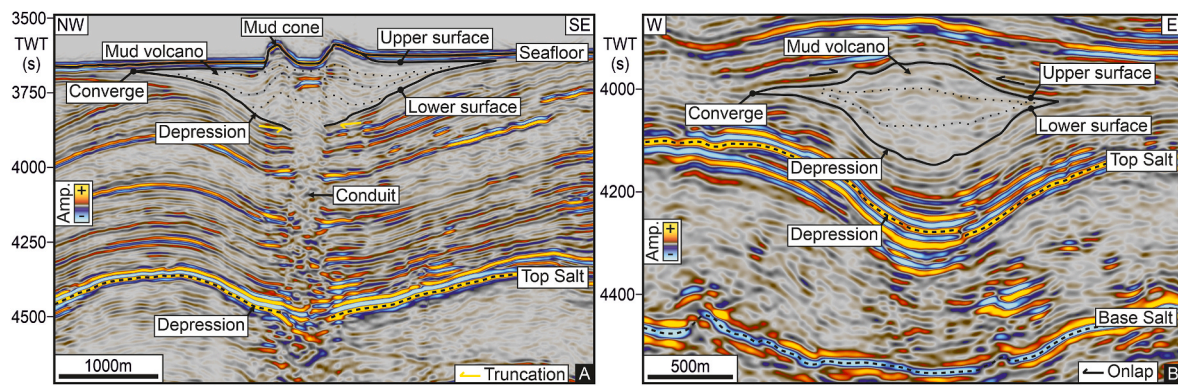 3500
TWT
(s)
3750
4000
4250
4500
Amp.
+
-
NW
SE
Mud cone
Mud volcano
Upper surface
Seafloor
Converge
Lower surface
Depression
Conduit
Top Salt
Depression
1000m
Truncation
A
TWT
(s)
4000
4200
4400
Amp.
+
-
W
E
Mud volcano
Upper surface
Converge
Lower surface
Depression
Top Salt
Depression
Base Salt
500m
Onlap
B